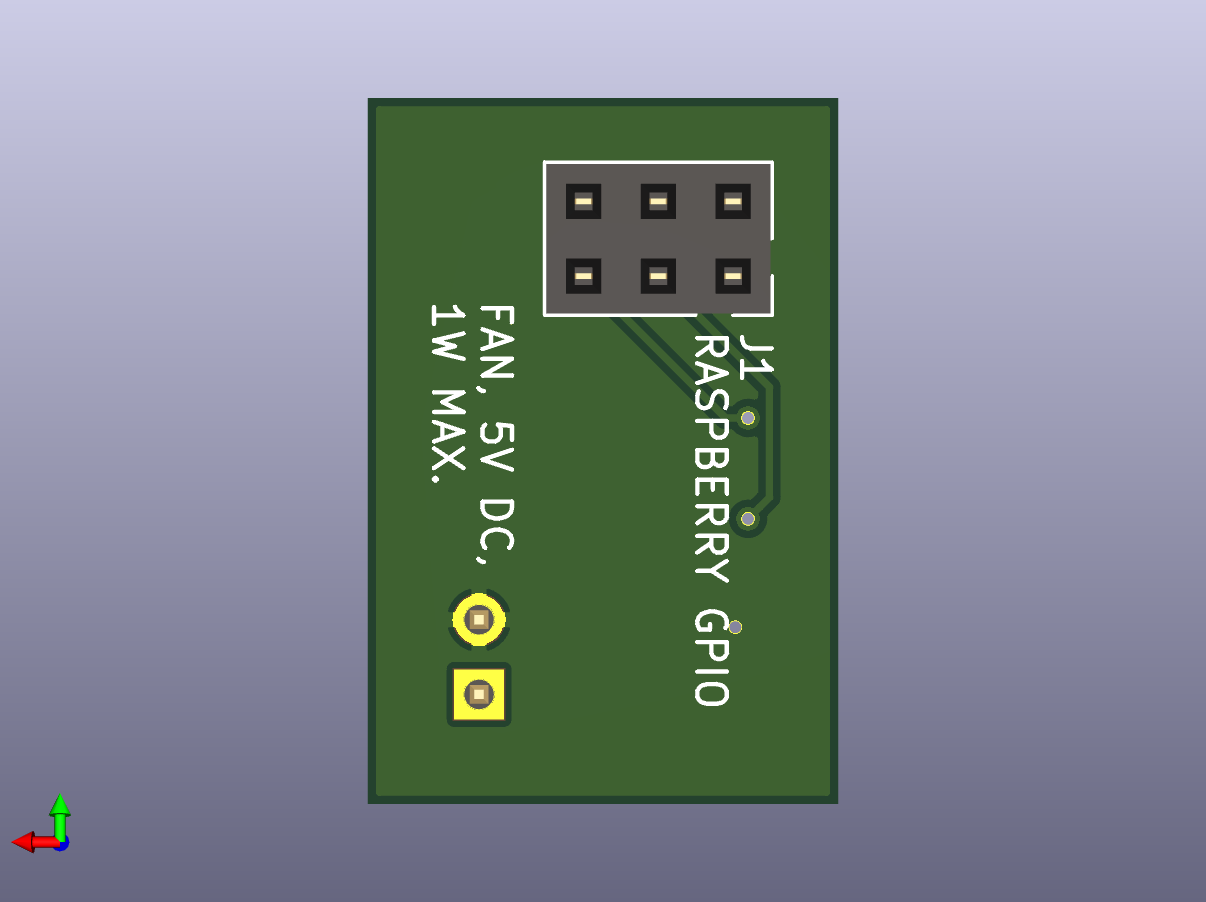 FAN, 5V DC,
1W MAX.
J1
RASPBERRY GPIO